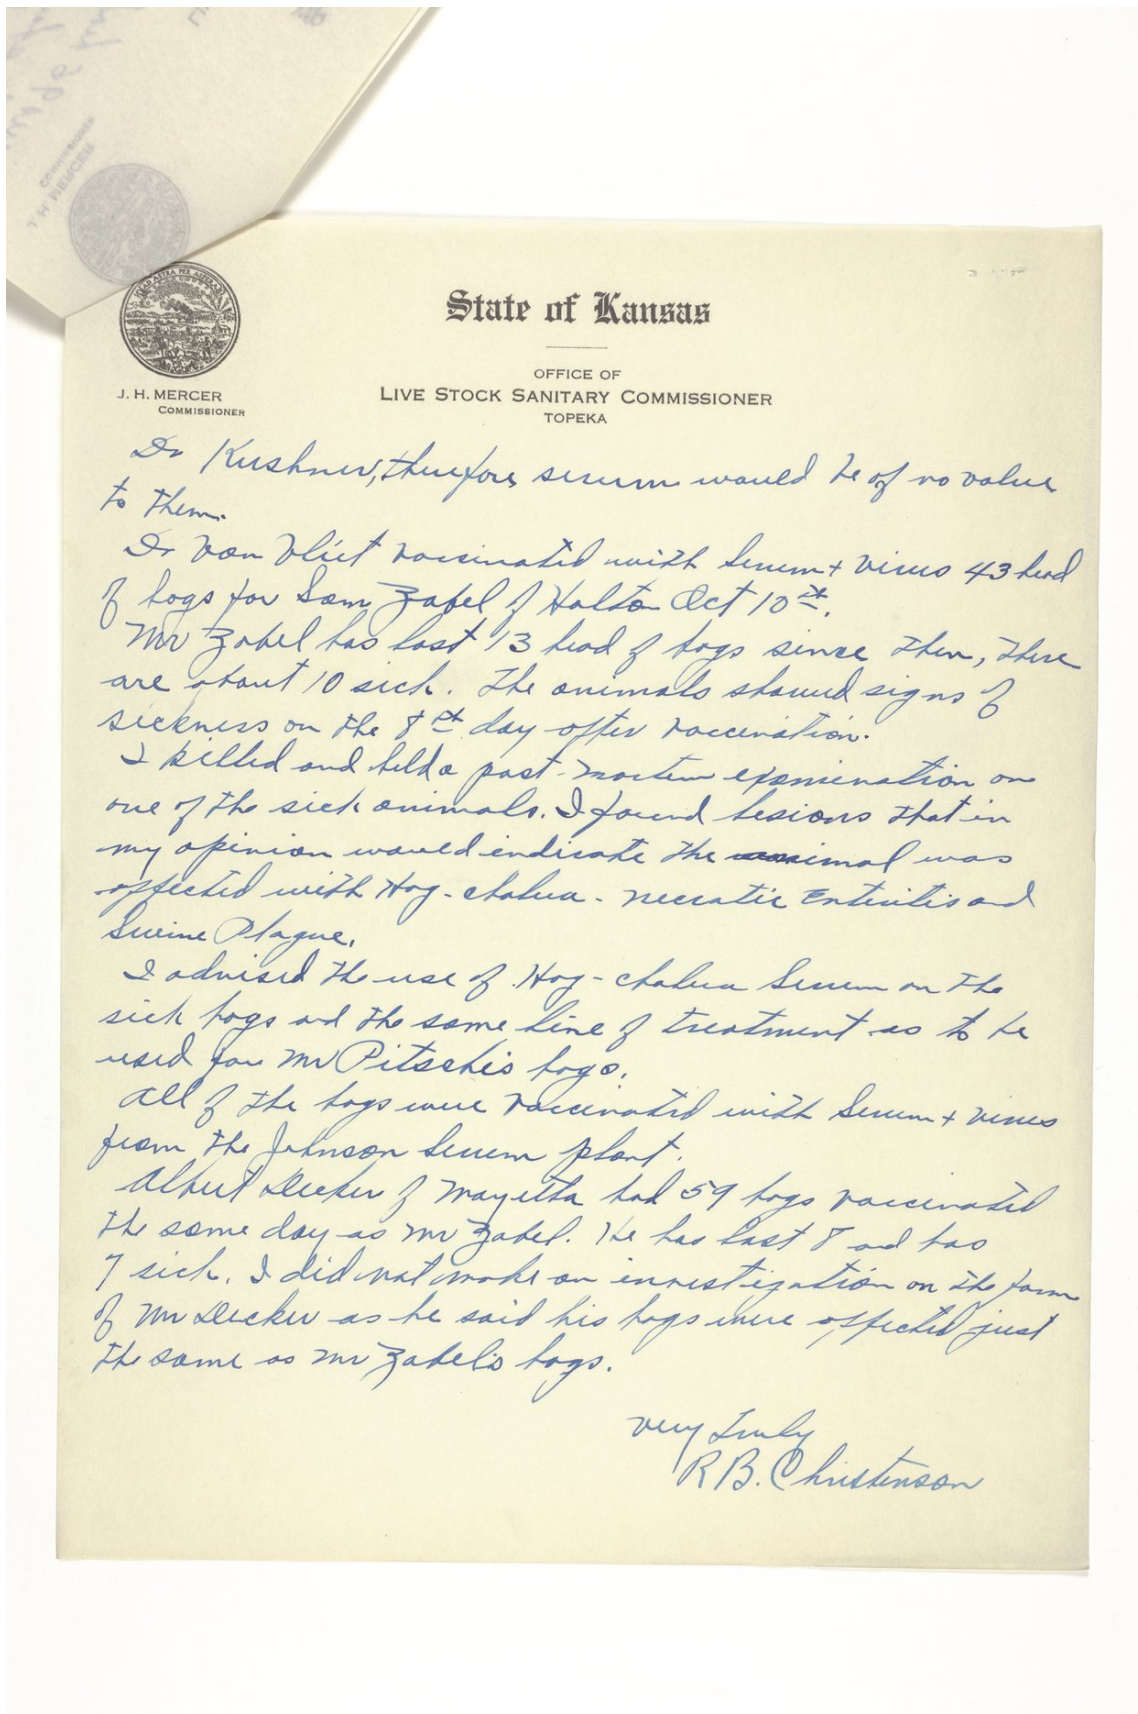 State of Kansas
OFFICE OF
LIVE STOCK SANITARY COMMISSIONER
TOPEKA
J. H. MERCER
COMMISSIONER
Dr Kushner, therefore serum would be of no value
to them.
Dr Van Vliet vaccinated with Serum + virus 43 head
of hogs for Sam Zabel of Holton Oct 10th.
Mr Zabel has lost 13 head of hogs since then, there
are about 10 sick. The animals showed signs of
sickness on the 8th day after vaccination.
I killed and held a post-mortem examination on
one of the sick animals. I found lesions that in
my opinion would indicate the animal was
affected with Hog-cholera - necratic Enteritis and
Swine Plague.
I advised the use of Hog-cholera Serum on the
sick hogs and the same line of treatment as to be
used for Mr Pitschis hogs.
All of the hogs were vaccinated with Serum + virus
from the Johnson Serum plant.
Albert Decker of Mayetta had 59 hogs vaccinated
the same day as Mr Zabel. He has lost 8 and has
7 sick. I did not make an investigation on the farm
of Mr Decker as he said his hogs were affected just
the same as Mr Zabel's hogs.
Very Truly
R B. Christenson